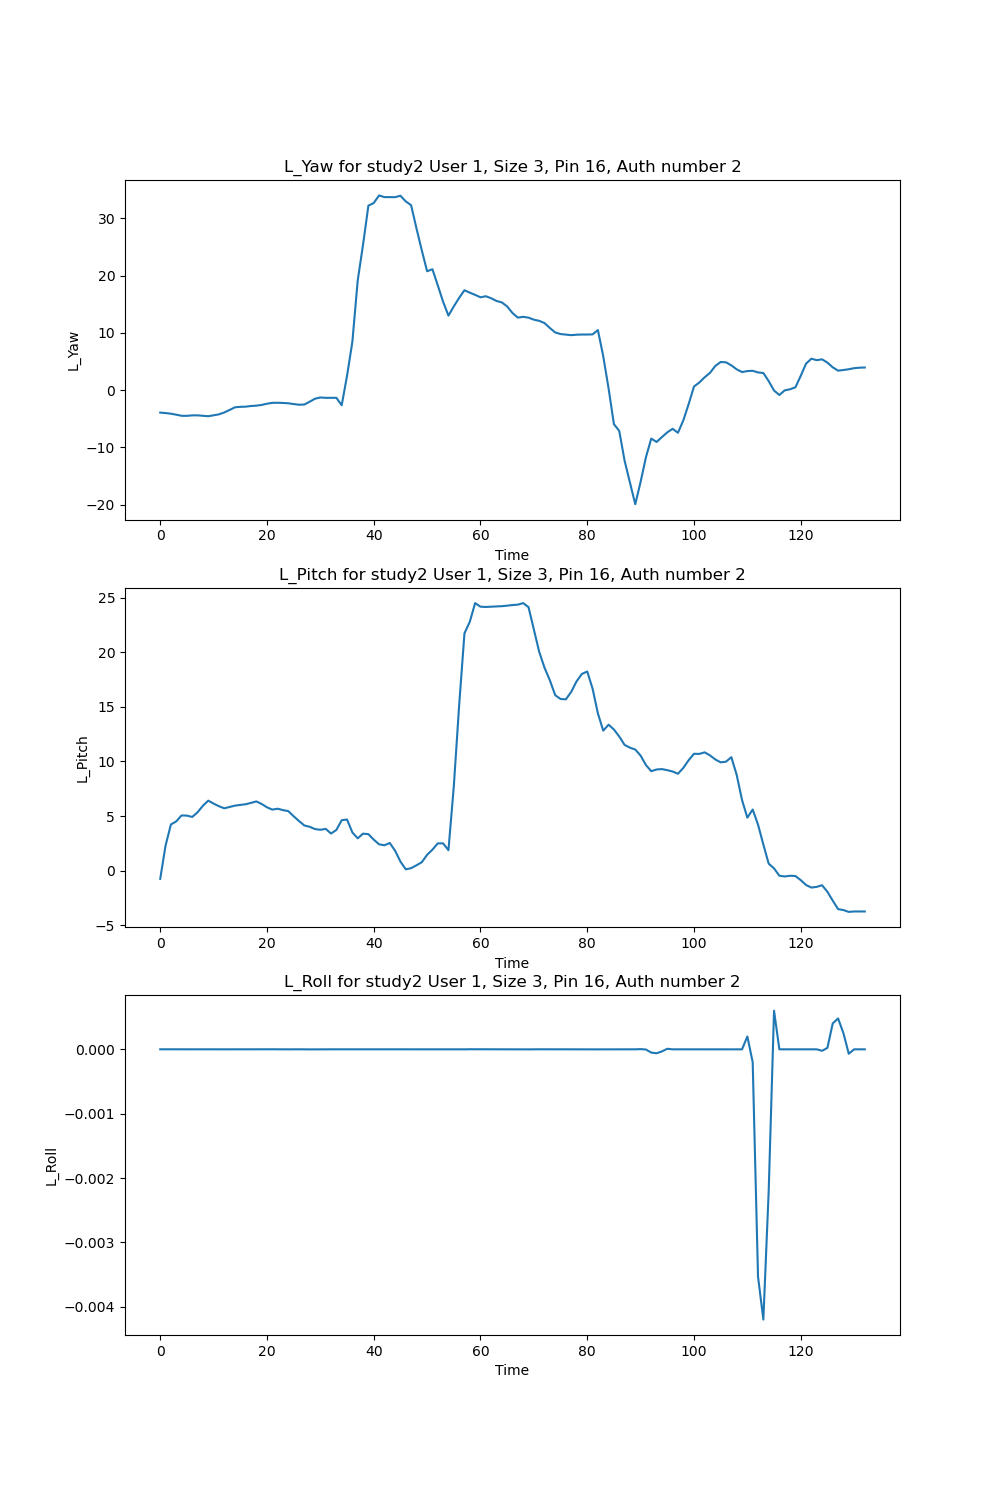 L_Yaw for study2 User 1, Size 3, Pin 16, Auth number 2
30
20
10
0
−10
−20
L_Yaw
0 20 40 60 80 100 120
Time
L_Pitch for study2 User 1, Size 3, Pin 16, Auth number 2
25
20
15
10
5
0
−5
L_Pitch
0 20 40 60 80 100 120
Time
L_Roll for study2 User 1, Size 3, Pin 16, Auth number 2
0.000
−0.001
−0.002
−0.003
−0.004
L_Roll
0 20 40 60 80 100 120
Time